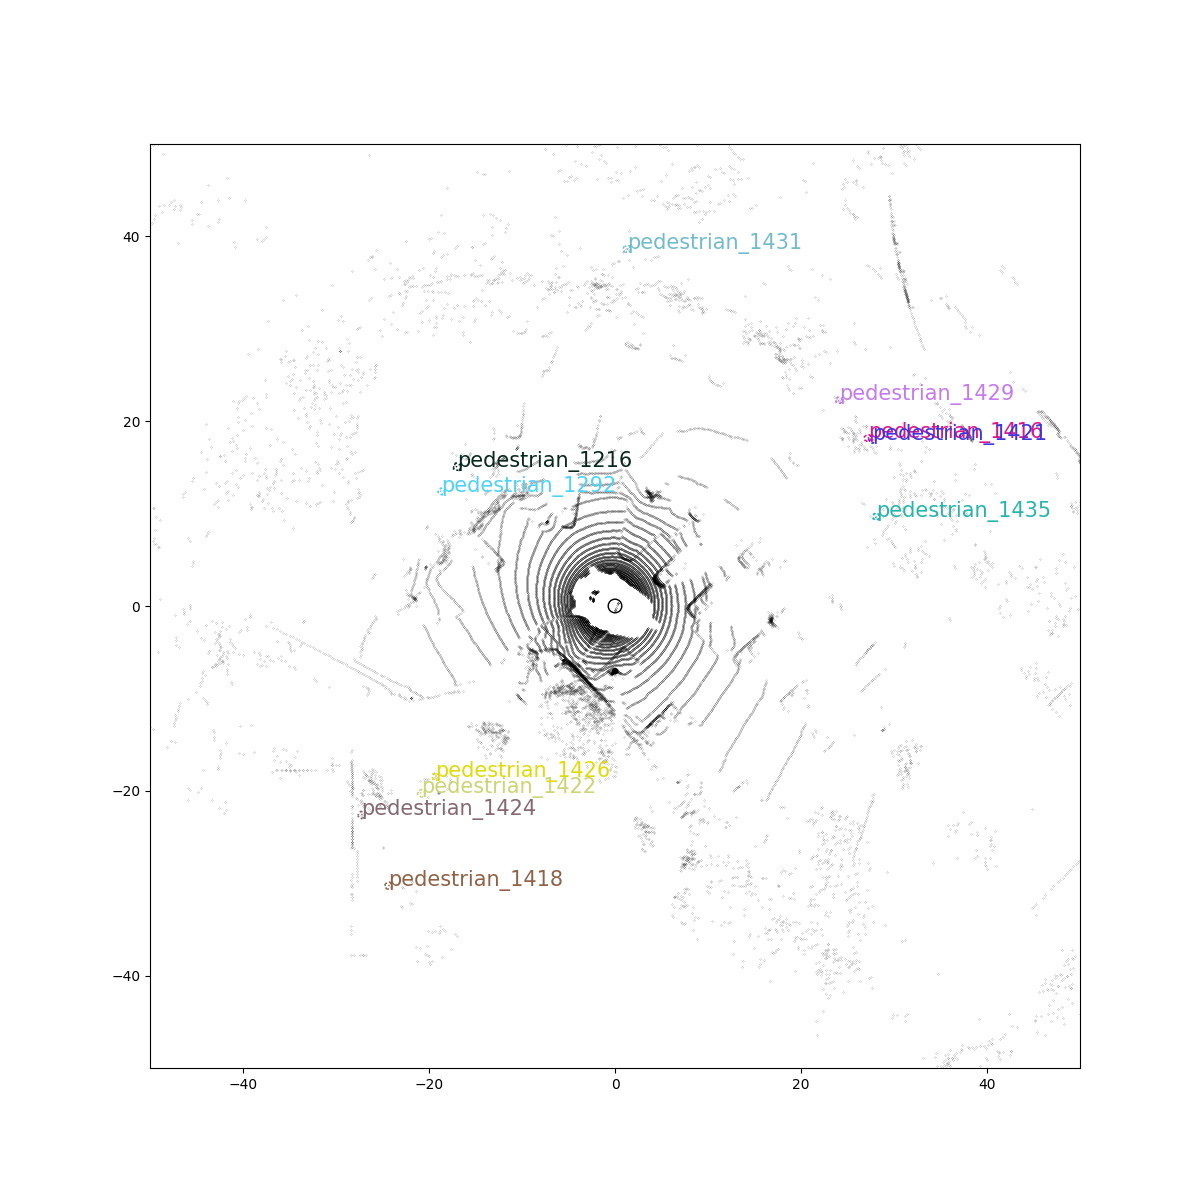 40
20
0
−20
−40
−40
−20
0
20
40
pedestrian_1431
pedestrian_1429
pedestrian_1416
pedestrian_1421
pedestrian_1216
pedestrian_1292
pedestrian_1435
pedestrian_1426
pedestrian_1422
pedestrian_1424
pedestrian_1418